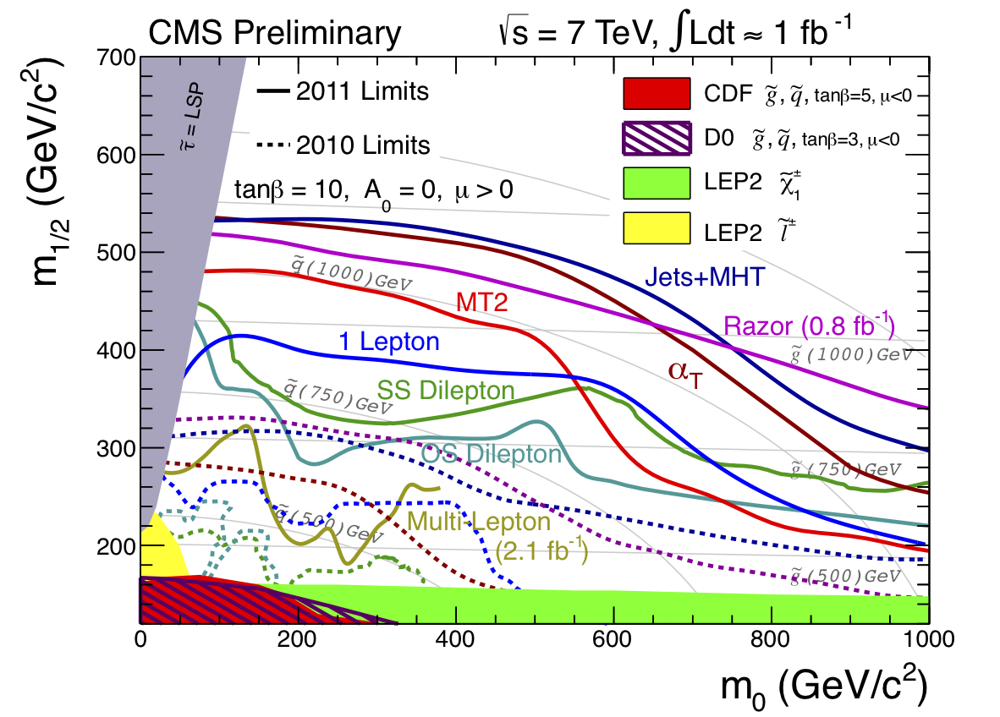 CMS Preliminary
√s = 7 TeV, ∫Ldt ≈ 1 fb⁻¹
m₁/₂ (GeV/c²)
700
600
500
400
300
200
τ̃ = LSP
2011 Limits
2010 Limits
tanβ = 10, A₀ = 0, μ > 0
CDF g̃, q̃, tanβ=5, μ<0
D0 g̃, q̃, tanβ=3, μ<0
LEP2 χ̃₁±
LEP2 l̃±
q̃(1000)GeV
Jets+MHT
MT2
Razor (0.8 fb⁻¹)
1 Lepton
g̃(1000)GeV
αT
q̃(750)GeV
SS Dilepton
OS Dilepton
g̃(750)GeV
q̃(500)GeV
Multi-Lepton
(2.1 fb⁻¹)
g̃(500)GeV
0 200 400 600 800 1000
m₀ (GeV/c²)